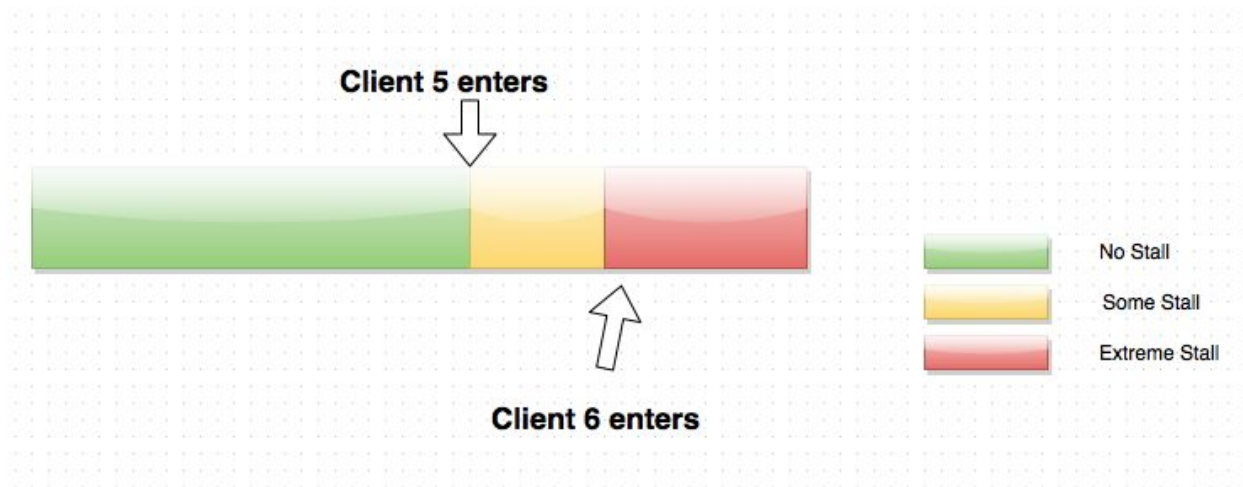 Client 5 enters
No Stall
Some Stall
Extreme Stall
Client 6 enters